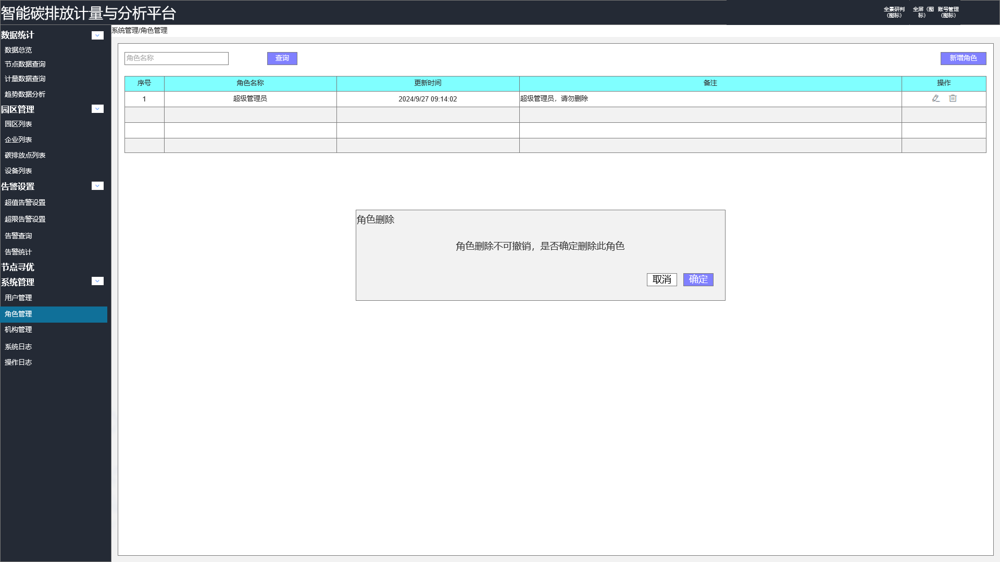 智能碳排放计量与分析平台
全景研判（图标）
全屏（图标）
账号管理（图标）
系统管理/角色管理
数据统计
数据总览
节点数据查询
计量数据查询
趋势数据分析
园区管理
园区列表
企业列表
碳排放点列表
设备列表
告警设置
超值告警设置
超限告警设置
告警查询
告警统计
节点寻优
系统管理
用户管理
角色管理
机构管理
系统日志
操作日志
角色名称 查询 新增角色
序号 角色名称 更新时间 备注 操作
1 超级管理员 2024/9/27 09:14:02 超级管理员，请勿删除
角色删除
角色删除不可撤销，是否确定删除此角色
取消 确定